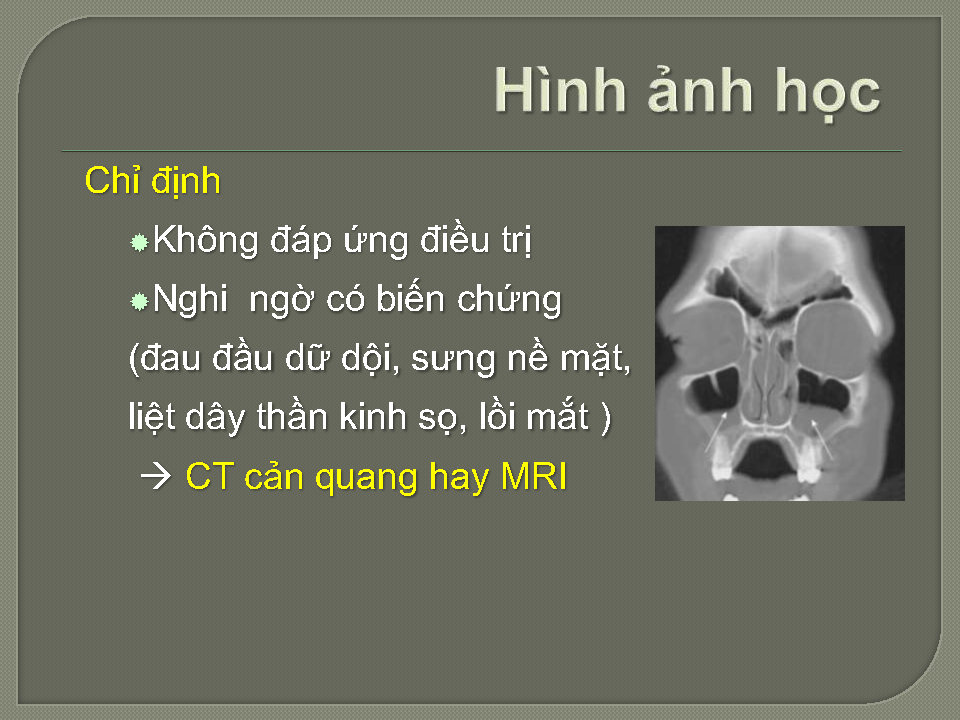 Hình ảnh học
Chỉ định
Không đáp ứng điều trị
Nghi ngờ có biến chứng
(đau đầu dữ dội, sưng nề mặt,
liệt dây thần kinh sọ, lồi mắt )
→ CT cản quang hay MRI